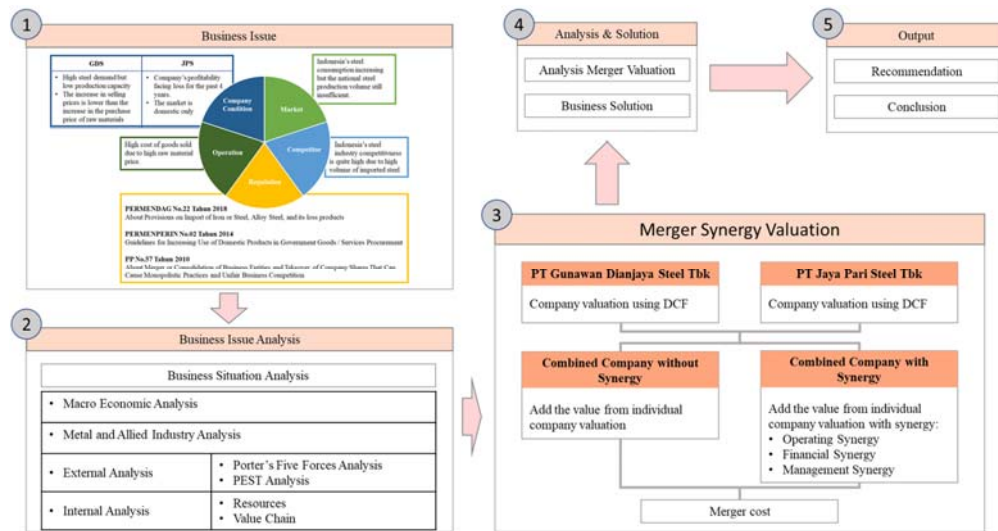 1
Business Issue
GDS
• High steel demand but
low production capacity
• The increase in selling
prices is lower than the
increase in the purchase
price of raw materials
JPS
• Company's profitability
facing loss for the past 4
years.
• The market is
domestic only
Indonesia's steel
consumption increasing
but the national steel
production volume still
insufficient
Company
Condition
Market
Operation
Competitor
Regulation
High cost of goods sold
due to high raw material
price.
Indonesia's steel
industry competitiveness
is quite high due to high
volume of imported steel
PERMENDAG No.22 Tahun 2018
About Provisions on Import of Iron or Steel, Alloy Steel, and its loss products
PERMENPERIN No.02 Tahun 2014
Guidelines for Increasing Use of Domestic Products in Government Goods / Services Procurement
PP No.57 Tahun 2010
About Merger or Consolidation of Business Entities and Takeover of Company Shares That Can
Cause Monopolistic Practices and Unfair Business Competition
2
Business Issue Analysis
Business Situation Analysis
• Macro Economic Analysis
• Metal and Allied Industry Analysis
• External Analysis
• Porter's Five Forces Analysis
• PEST Analysis
• Internal Analysis
• Resources
• Value Chain
3
Merger Synergy Valuation
PT Gunawan Dianjaya Steel Tbk
Company valuation using DCF
PT Jaya Pari Steel Tbk
Company valuation using DCF
Combined Company without
Synergy
Add the value from individual
company valuation
Combined Company with
Synergy
Add the value from individual
company valuation with synergy:
• Operating Synergy
• Financial Synergy
• Management Synergy
Merger cost
4
Analysis & Solution
Analysis Merger Valuation
Business Solution
5
Output
Recommendation
Conclusion